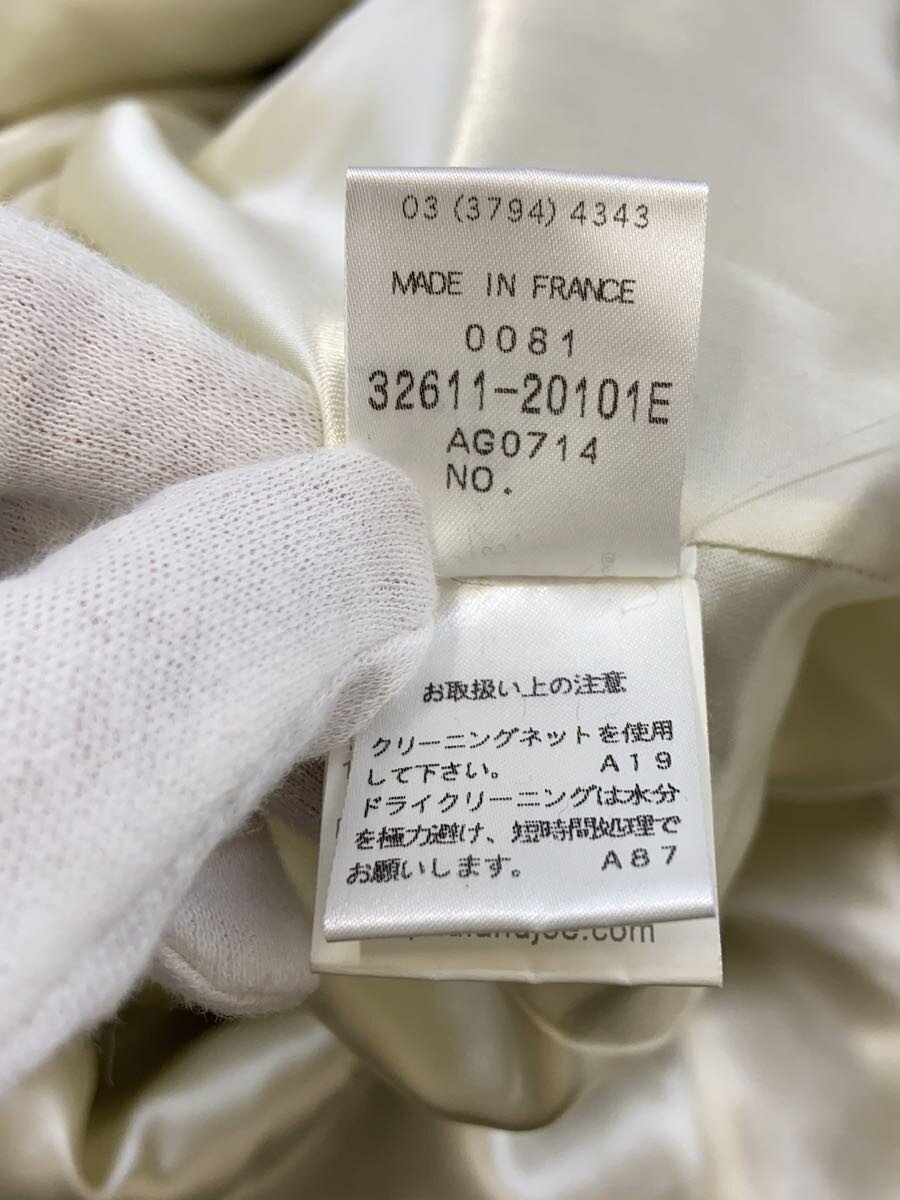 03 (3794) 4343
MADE IN FRANCE
0081
32611-20101E
AG0714
NO.
お取扱い上の注意
クリーニングネットを使用
して下さい。 A19
ドライクリーニングは水分
を極力避け、短時間処理で
お願いします。 A87